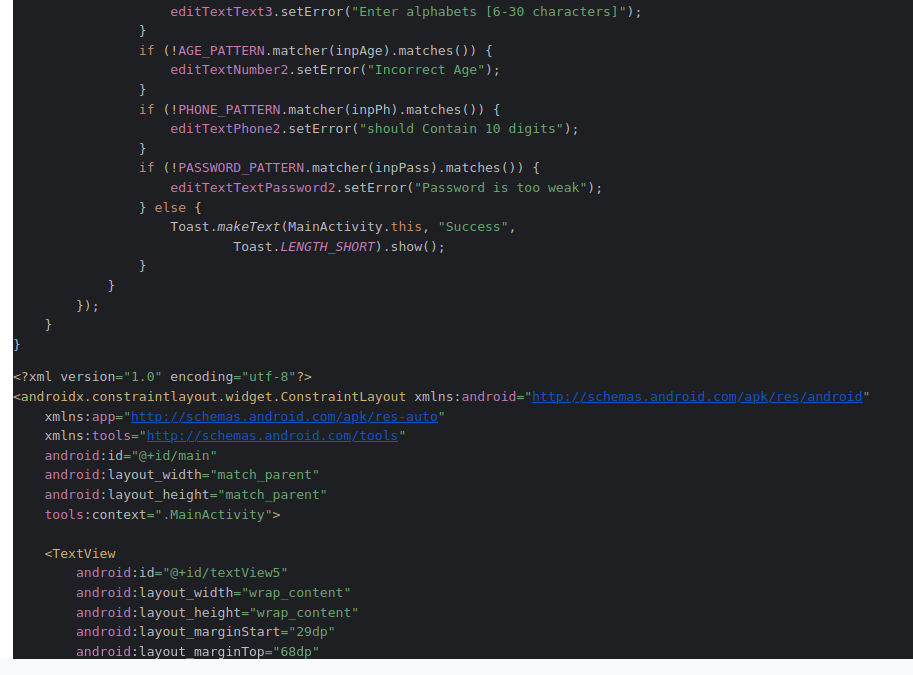 editTextText3.setError("Enter alphabets [6-30 characters]");
}
if (!AGE_PATTERN.matcher(inpAge).matches()) {
editTextNumber2.setError("Incorrect Age");
}
if (!PHONE_PATTERN.matcher(inpPh).matches()) {
editTextPhone2.setError("should Contain 10 digits");
}
if (!PASSWORD_PATTERN.matcher(inpPass).matches()) {
editTextTextPassword2.setError("Password is too weak");
} else {
Toast.makeText(MainActivity.this, "Success",
Toast.LENGTH_SHORT).show();
}
}
});
}
}
<?xml version="1.0" encoding="utf-8"?>
<androidx.constraintlayout.widget.ConstraintLayout xmlns:android="http://schemas.android.com/apk/res/android"
xmlns:app="http://schemas.android.com/apk/res-auto"
xmlns:tools="http://schemas.android.com/tools"
android:id="@+id/main"
android:layout_width="match_parent"
android:layout_height="match_parent"
tools:context=".MainActivity">
<TextView
android:id="@+id/textView5"
android:layout_width="wrap_content"
android:layout_height="wrap_content"
android:layout_marginStart="29dp"
android:layout_marginTop="68dp"